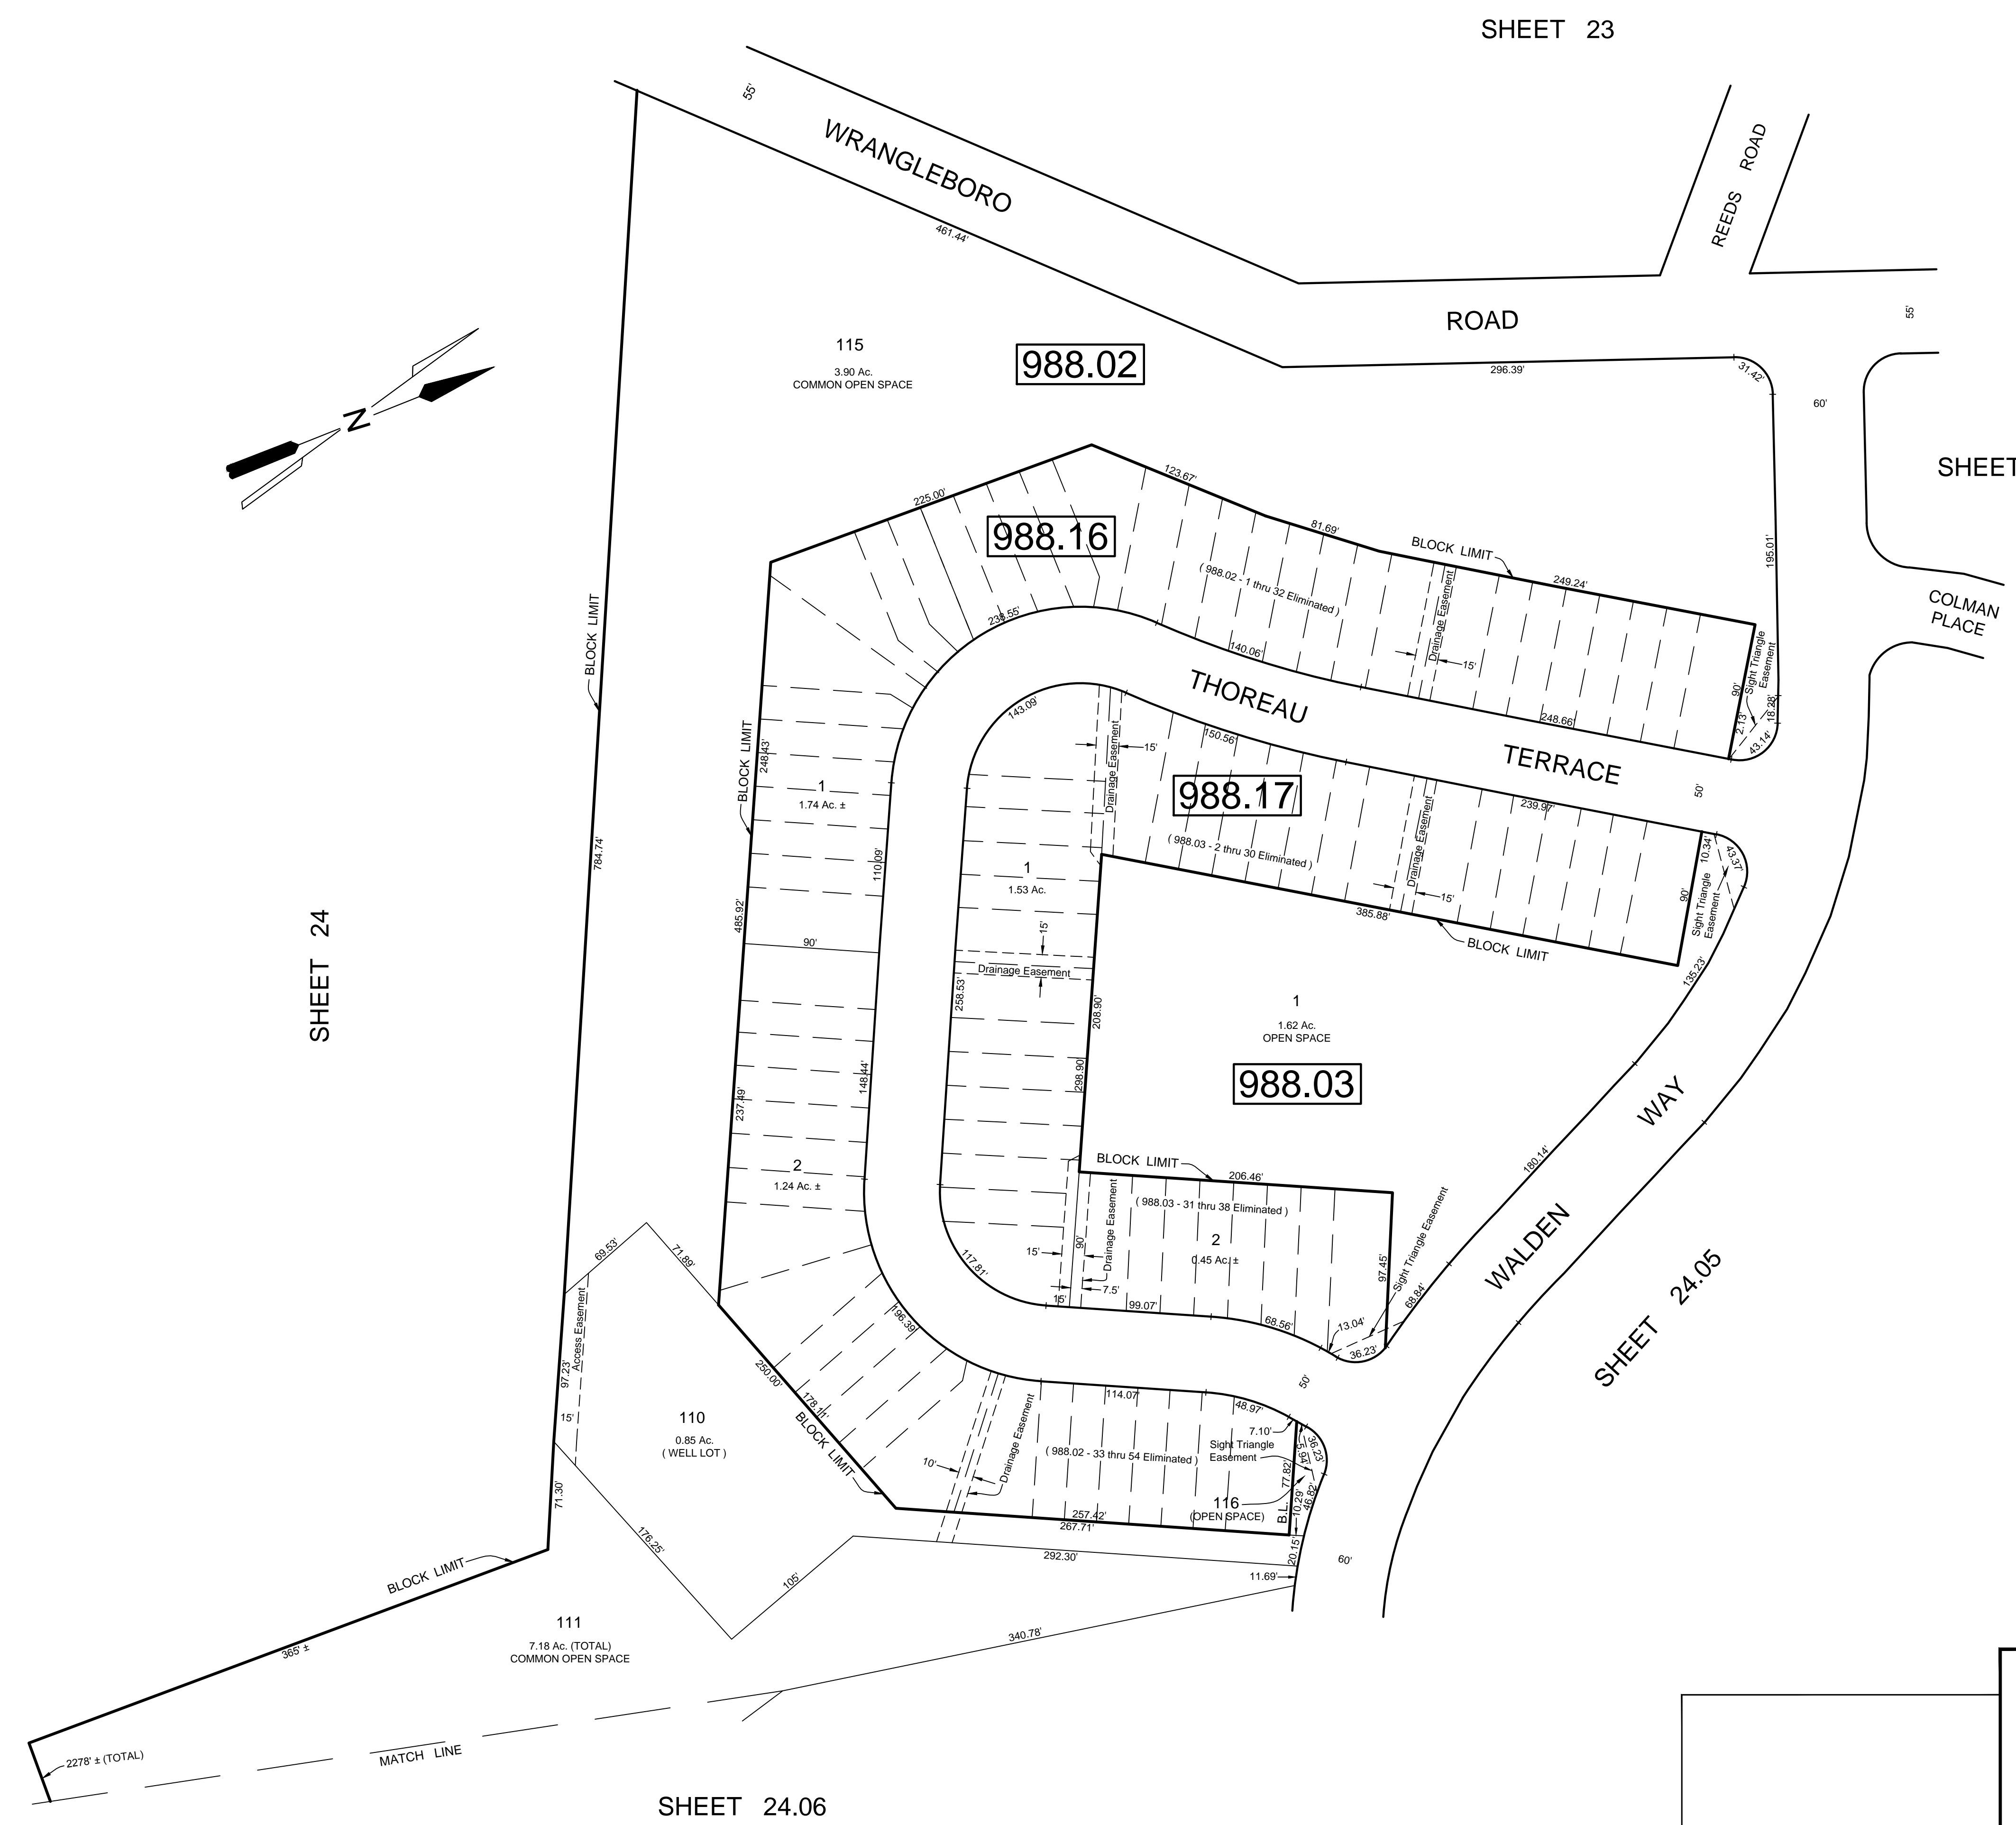 SHEET 23
55'
WRANGLEBORO
REEDS ROAD
461.44'
ROAD
55'
115
3.90 Ac.
COMMON OPEN SPACE
988.02
296.39'
31.42'
60'
N
SHEET
123.67'
225.00'
988.16
81.69'
BLOCK LIMIT
195.01'
( 988.02 - 1 thru 32 Eliminated )
249.24'
Drainage Easement
15'
COLMAN
PLACE
BLOCK LIMIT
238.55'
140.06'
Sight Triangle
Easement
90'
2.13'
18.28'
43.14'
THOREAU
248.66'
143.09'
150.56'
Drainage Easement
15'
TERRACE
50'
BLOCK LIMIT
248.43'
1
1.74 Ac. ±
988.17
239.97'
Drainage Easement
15'
10.34'
43.37'
( 988.03 - 2 thru 30 Eliminated )
784.74'
110.09'
1
1.53 Ac.
90'
Sight Triangle
Easement
385.88'
BLOCK LIMIT
485.92'
90'
15'
Drainage Easement
135.23'
SHEET 24
258.53'
208.90'
1
1.62 Ac.
OPEN SPACE
298.90'
988.03
148.44'
237.49'
WAY
2
1.24 Ac. ±
BLOCK LIMIT
206.46'
180.14'
( 988.03 - 31 thru 38 Eliminated )
Drainage Easement
2
0.45 Ac. ±
15'
90'
97.45'
Sight Triangle Easement
WALDEN
69.53'
71.89'
117.81'
7.5'
15'
99.07'
68.56'
13.04'
36.23'
68.84'
SHEET 24.05
196.39'
Access Easement
97.23'
250.00'
178.11'
114.07'
48.97'
50'
15'
110
0.85 Ac.
( WELL LOT )
BLOCK LIMIT
10'
Drainage Easement
7.10'
36.23'
5.94'
Sight Triangle
Easement
( 988.02 - 33 thru 54 Eliminated )
77.82'
B.L.
10.29'
46.82'
71.30'
116
(OPEN SPACE)
257.42'
267.71'
176.25'
292.30'
20.15'
60'
BLOCK LIMIT
105'
11.69'
111
7.18 Ac. (TOTAL)
COMMON OPEN SPACE
365' ±
340.78'
2278' ± (TOTAL)
MATCH LINE
SHEET 24.06